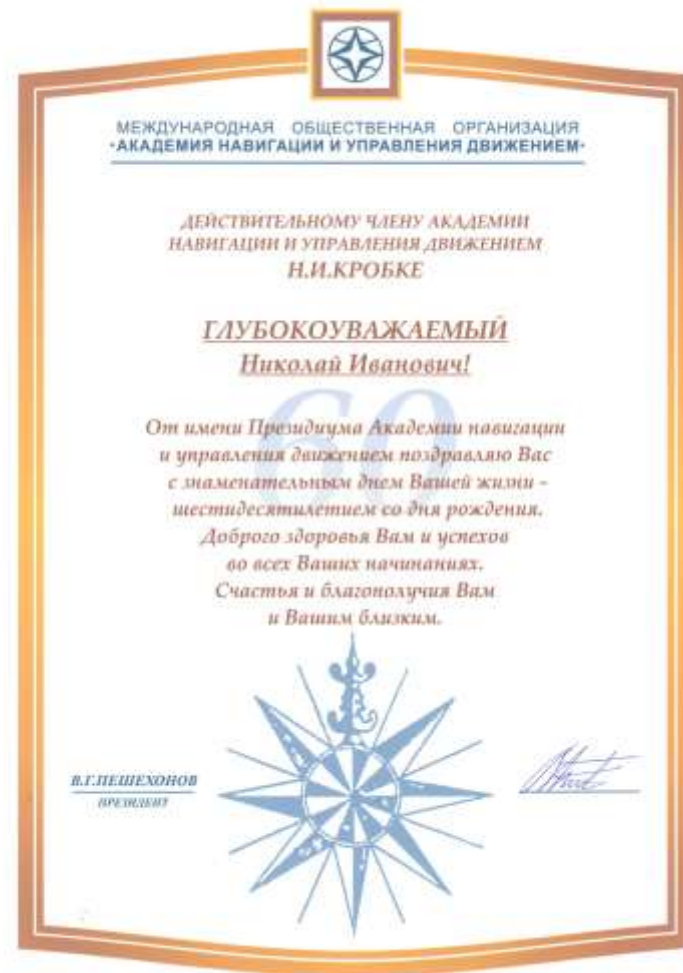 МЕЖДУНАРОДНАЯ ОБЩЕСТВЕННАЯ ОРГАНИЗАЦИЯ
•АКАДЕМИЯ НАВИГАЦИИ И УПРАВЛЕНИЯ ДВИЖЕНИЕМ•
ДЕЙСТВИТЕЛЬНОМУ ЧЛЕНУ АКАДЕМИИ
НАВИГАЦИИ И УПРАВЛЕНИЯ ДВИЖЕНИЕМ
Н.И.КРОБКЕ
ГЛУБОКОУВАЖАЕМЫЙ
Николай Иванович!
60
От имени Президиума Академии навигации
и управления движением поздравляю Вас
с знаменательным днем Вашей жизни –
шестидесятилетием со дня рождения.
Доброго здоровья Вам и успехов
во всех Ваших начинаниях.
Счастья и благополучия Вам
и Вашим близким.
В.Г.ПЕШЕХОНОВ
ПРЕЗИДЕНТ